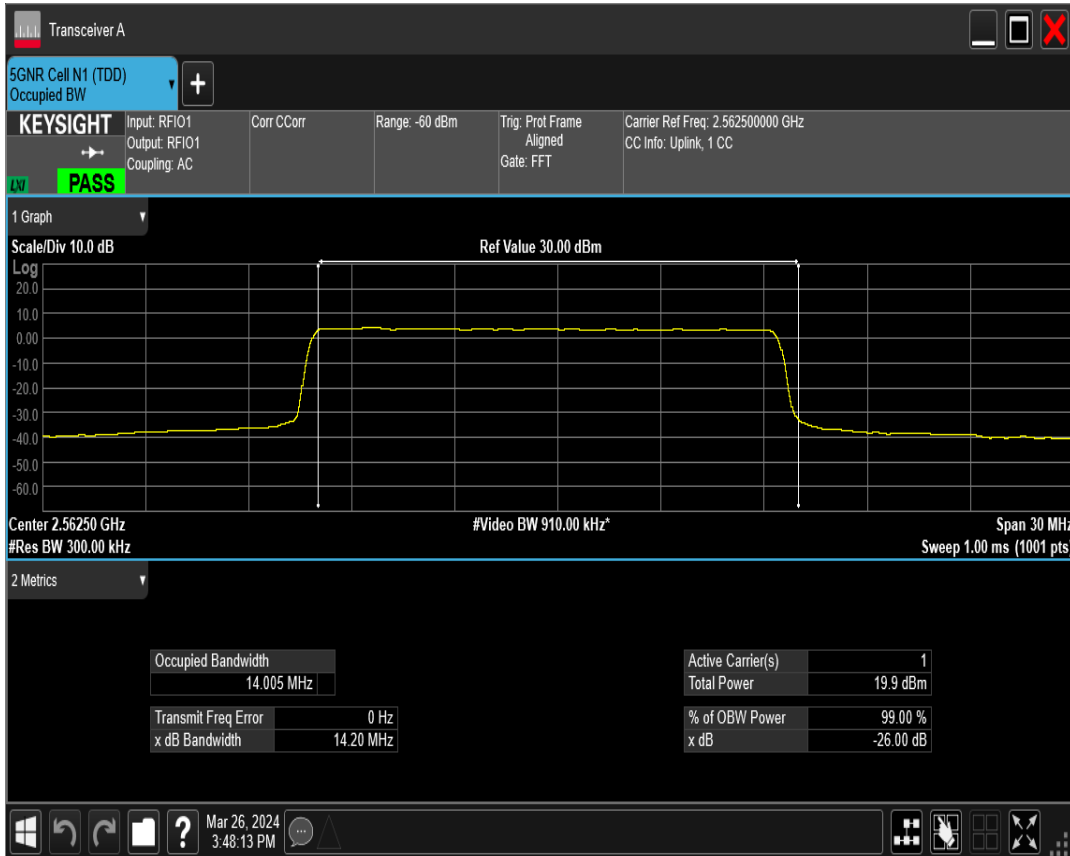 Transceiver A
5GNR Cell N1 (TDD)
Occupied BW
+
KEYSIGHT
LXI
PASS
Input: RFIO1
Output: RFIO1
Coupling: AC
Corr CCorr
Range: -60 dBm
Trig: Prot Frame
Aligned
Gate: FFT
Carrier Ref Freq: 2.562500000 GHz
CC Info: Uplink, 1 CC
1 Graph
Scale/Div 10.0 dB
Ref Value 30.00 dBm
Log
20.0
10.0
0.00
-10.0
-20.0
-30.0
-40.0
-50.0
-60.0
Center 2.56250 GHz
#Video BW 910.00 kHz*
Span 30 MHz
#Res BW 300.00 kHz
Sweep 1.00 ms (1001 pts)
2 Metrics
Occupied Bandwidth
14.005 MHz
Transmit Freq Error 0 Hz
x dB Bandwidth 14.20 MHz
Active Carrier(s) 1
Total Power 19.9 dBm
% of OBW Power 99.00 %
x dB -26.00 dB
?
Mar 26, 2024
3:48:13 PM